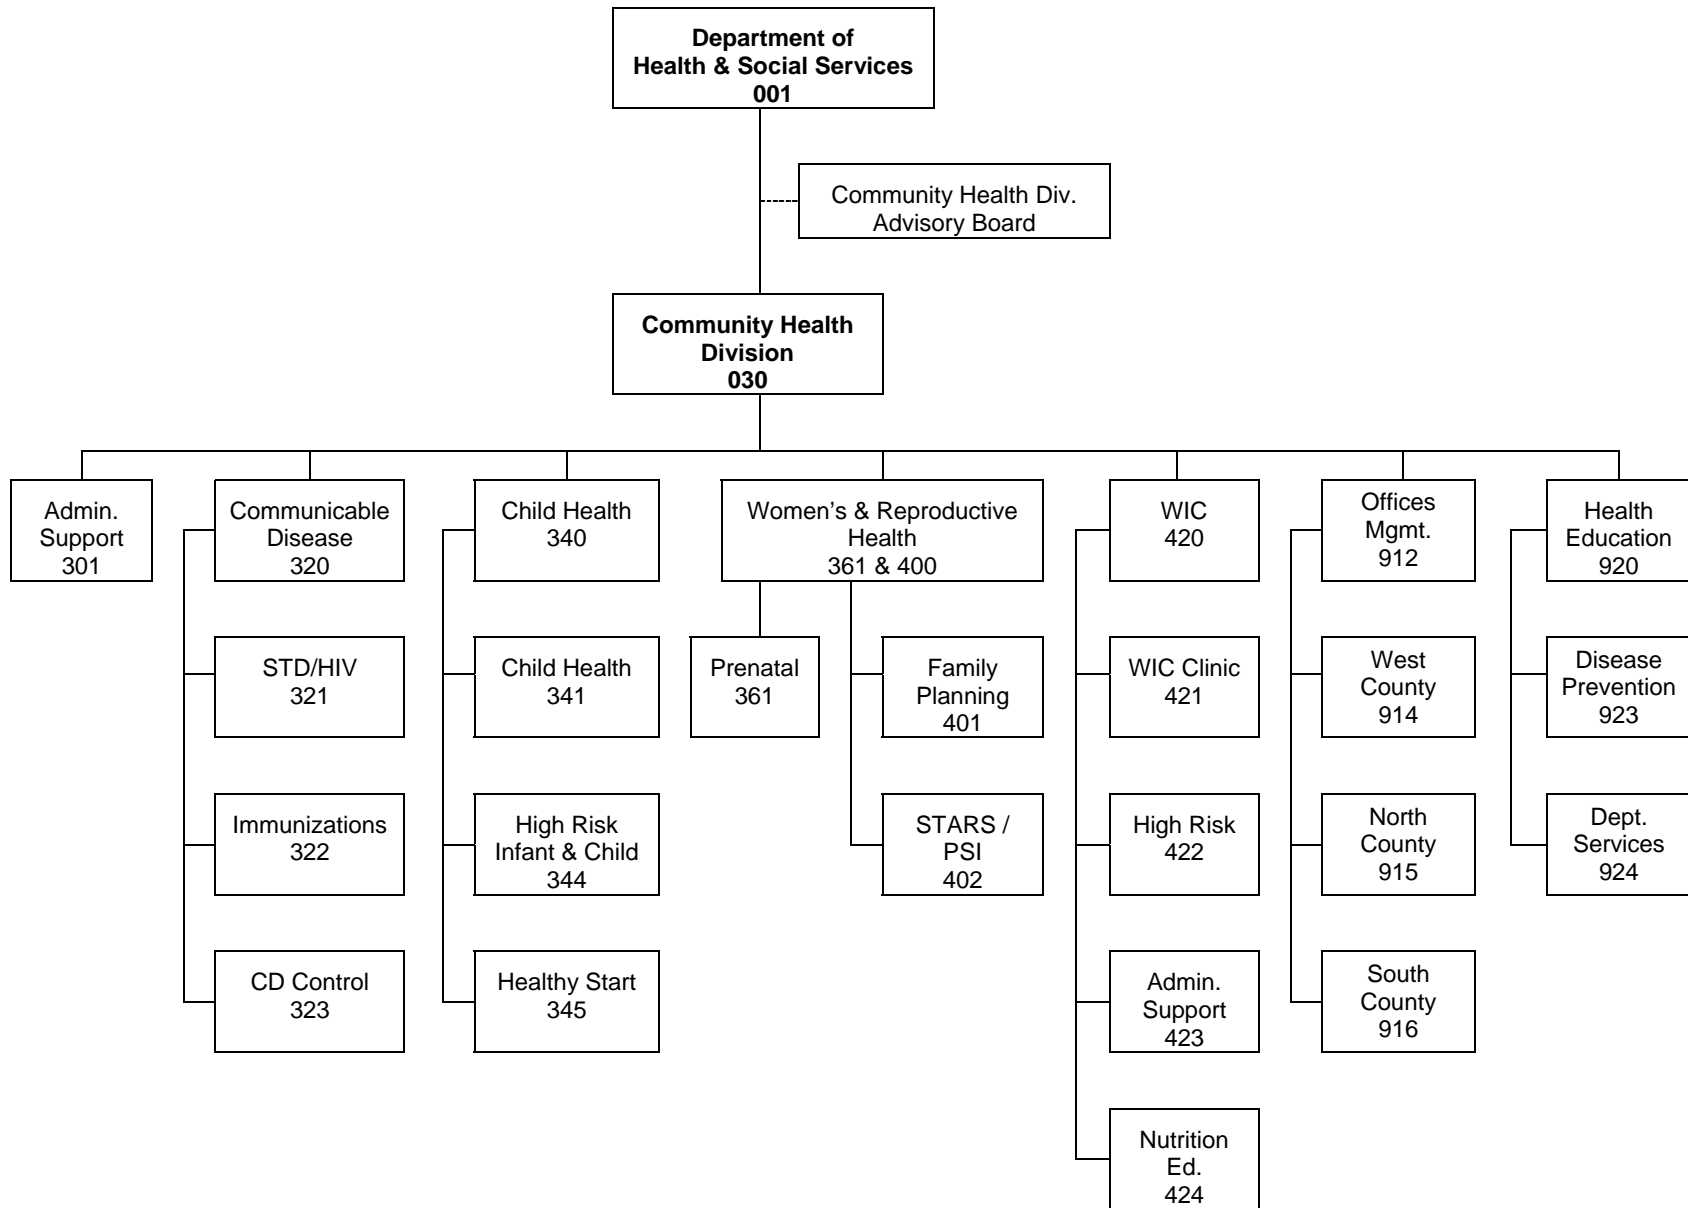 Department of
Health & Social Services
001
Community Health Div.
Advisory Board
Community Health
Division
030
Admin.
Support
301
Communicable
Disease
320
Child Health
340
Women's & Reproductive
Health
361 & 400
WIC
420
Offices
Mgmt.
912
Health
Education
920
STD/HIV
321
Child Health
341
Prenatal
361
Family
Planning
401
WIC Clinic
421
West
County
914
Disease
Prevention
923
Immunizations
322
High Risk
Infant & Child
344
STARS /
PSI
402
High Risk
422
North
County
915
Dept.
Services
924
CD Control
323
Healthy Start
345
Admin.
Support
423
South
County
916
Nutrition
Ed.
424